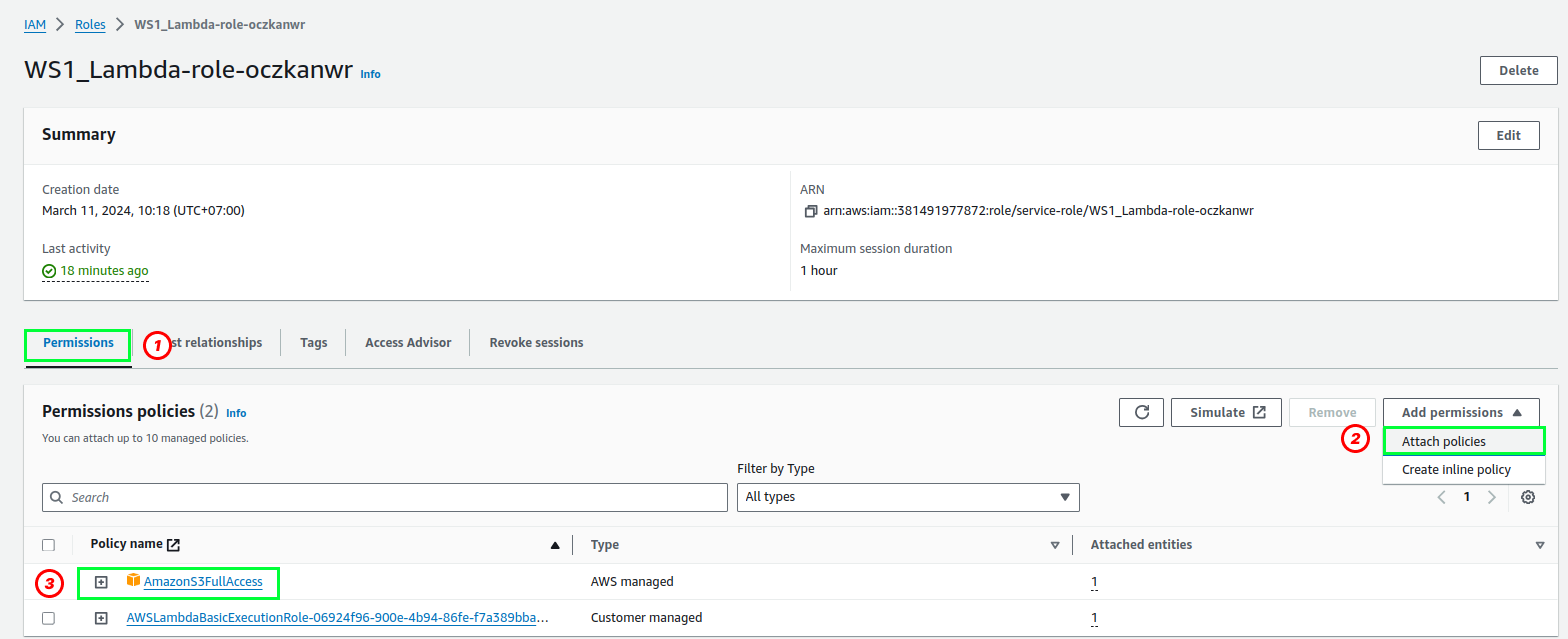 IAM > Roles > WS1_Lambda-role-oczkanwr
WS1_Lambda-role-oczkanwr Info
Delete
Summary
Edit
Creation date
March 11, 2024, 10:18 (UTC+07:00)
ARN
arn:aws:iam::381491977872:role/service-role/WS1_Lambda-role-oczkanwr
Last activity
18 minutes ago
Maximum session duration
1 hour
Permissions 1 st relationships Tags Access Advisor Revoke sessions
Permissions policies (2) Info
Simulate Remove Add permissions
You can attach up to 10 managed policies.
2 Attach policies
Create inline policy
Filter by Type
Search All types
1
Policy name Type Attached entities
3 AmazonS3FullAccess AWS managed 1
AWSLambdaBasicExecutionRole-06924f96-900e-4b94-86fe-f7a389bba... Customer managed 1